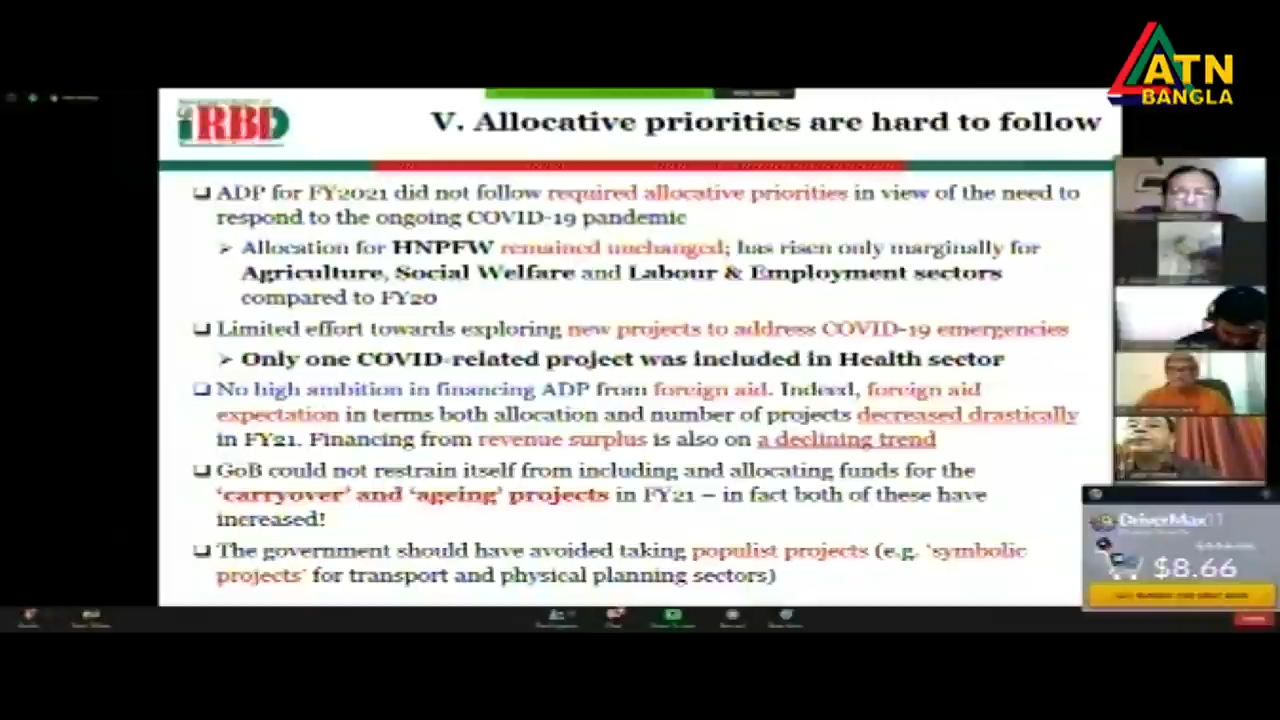 ATN
BANGLA
iRBD
V. Allocative priorities are hard to follow
ADP for FY2021 did not follow required allocative priorities in view of the need to
respond to the ongoing COVID-19 pandemic
Allocation for HNPFW remained unchanged; has risen only marginally for
Agriculture, Social Welfare and Labour & Employment sectors
compared to FY20
Limited effort towards exploring new projects to address COVID-19 emergencies
Only one COVID-related project was included in Health sector
No high ambition in financing ADP from foreign aid. Indeed, foreign aid
expectation in terms both allocation and number of projects decreased drastically
in FY21. Financing from revenue surplus is also on a declining trend
GoB could not restrain itself from including and allocating funds for the
‘carryover’ and ‘ageing’ projects in FY21 – in fact both of these have
increased!
The government should have avoided taking populist projects (e.g. ‘symbolic
projects’ for transport and physical planning sectors)
DriverMax 11
$8.66